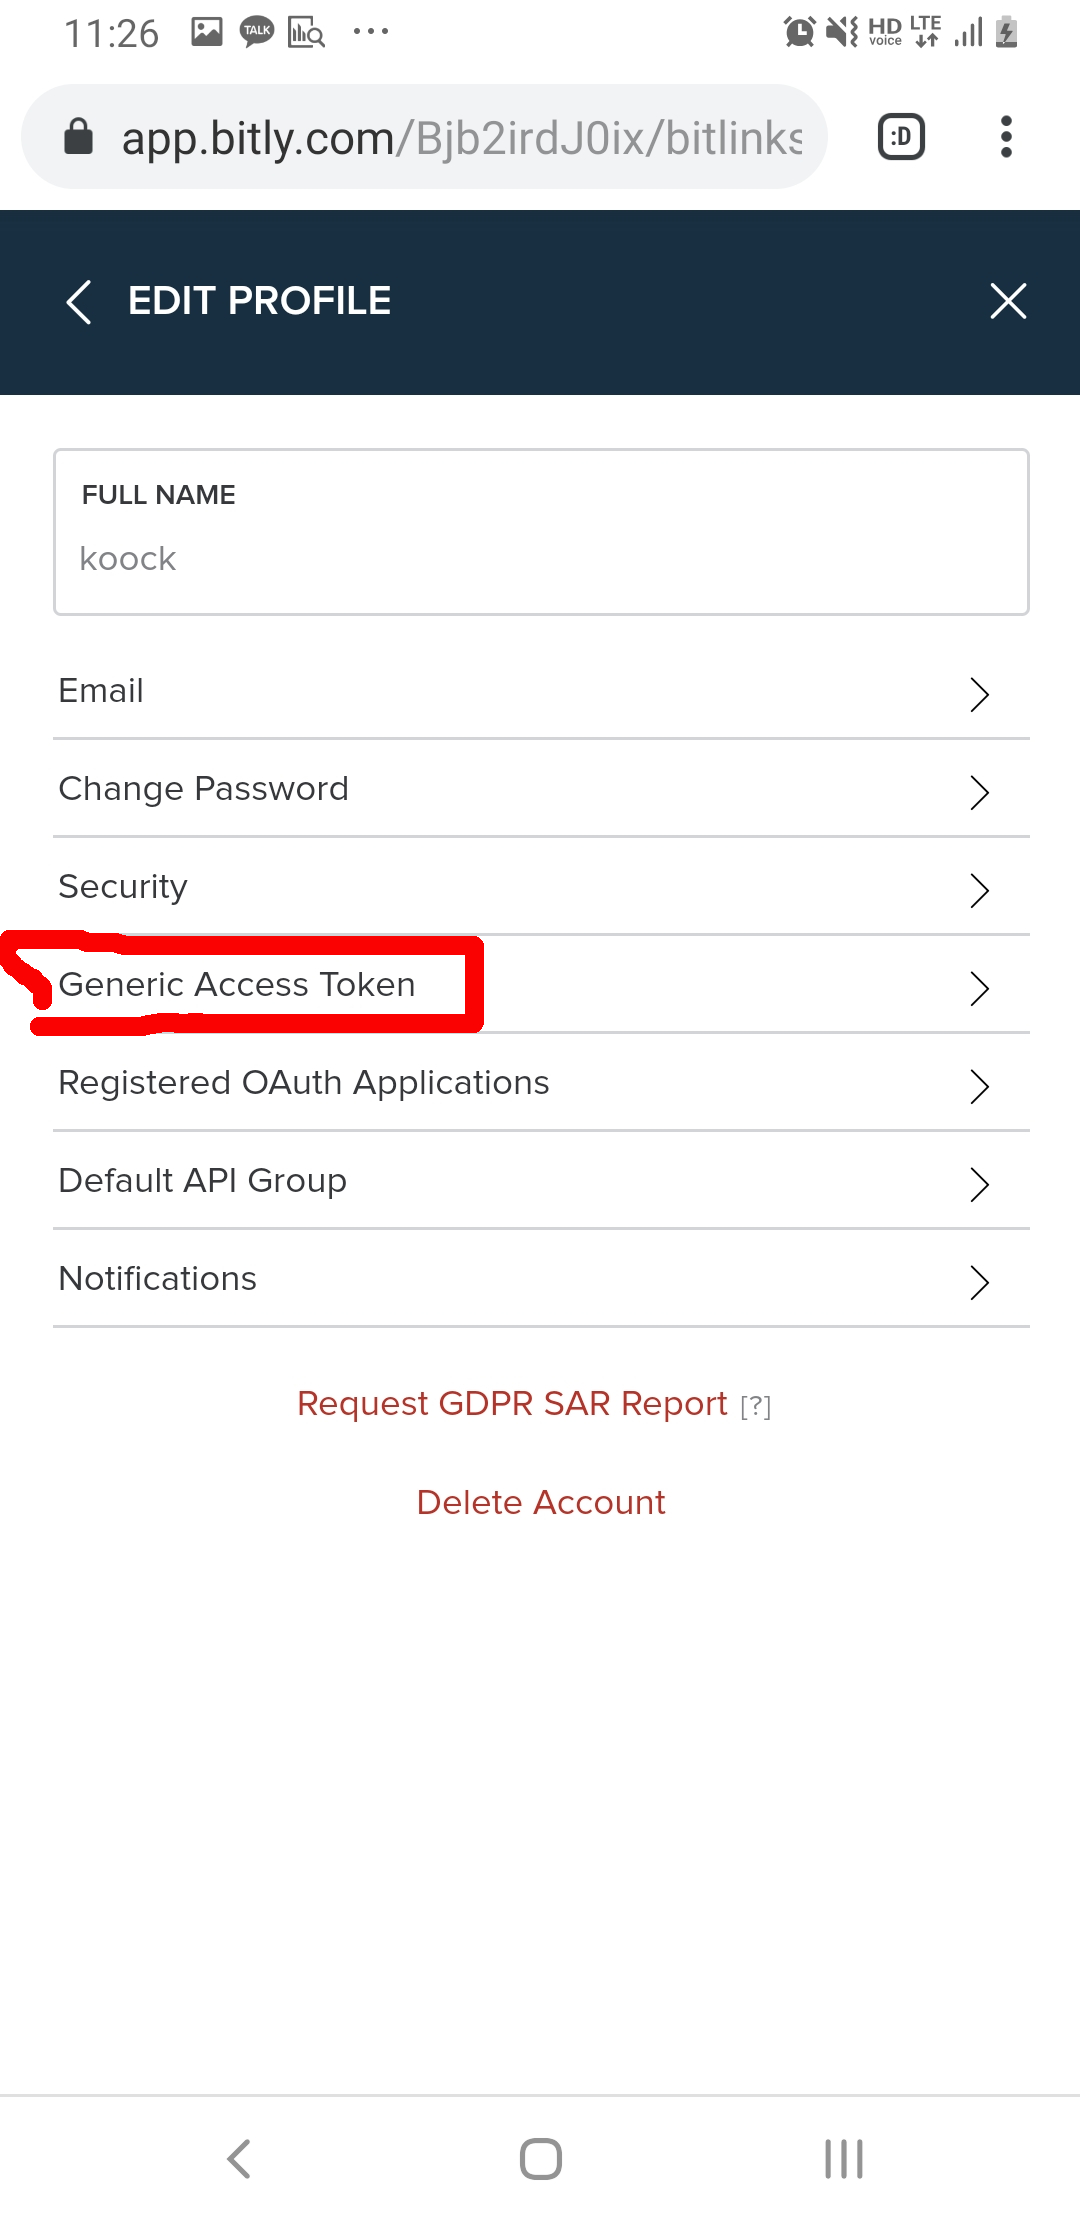 11:26 TALK HD voice LTE
app.bitly.com/Bjb2irdJ0ix/bitlinks :D
EDIT PROFILE
FULL NAME
koock
Email
Change Password
Security
Generic Access Token
Registered OAuth Applications
Default API Group
Notifications
Request GDPR SAR Report [?]
Delete Account